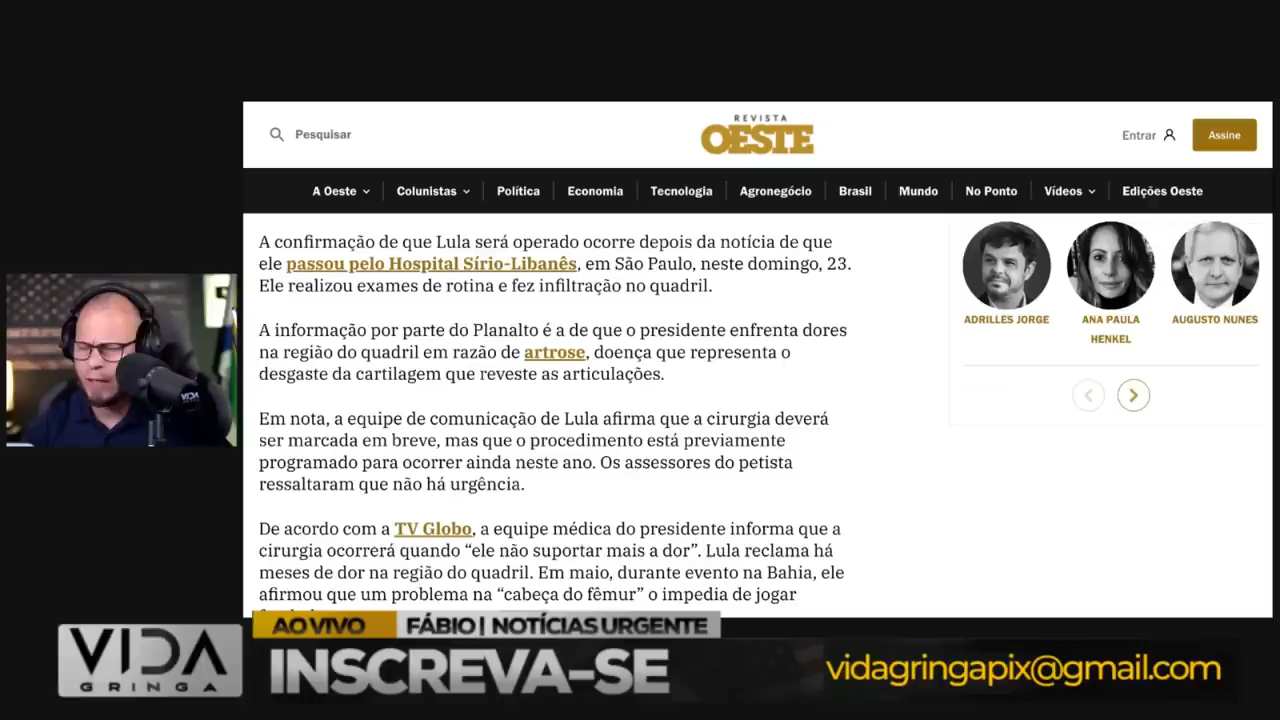 Pesquisar
REVISTA
OESTE
Entrar
Assine
A Oeste
Colunistas
Política
Economia
Tecnologia
Agronegócio
Brasil
Mundo
No Ponto
Vídeos
Edições Oeste
A confirmação de que Lula será operado ocorre depois da notícia de que
ele passou pelo Hospital Sírio-Libanês, em São Paulo, neste domingo, 23.
Ele realizou exames de rotina e fez infiltração no quadril.
A informação por parte do Planalto é a de que o presidente enfrenta dores
na região do quadril em razão de artrose, doença que representa o
desgaste da cartilagem que reveste as articulações.
Em nota, a equipe de comunicação de Lula afirma que a cirurgia deverá
ser marcada em breve, mas que o procedimento está previamente
programado para ocorrer ainda neste ano. Os assessores do petista
ressaltaram que não há urgência.
De acordo com a TV Globo, a equipe médica do presidente informa que a
cirurgia ocorrerá quando “ele não suportar mais a dor”. Lula reclama há
meses de dor na região do quadril. Em maio, durante evento na Bahia, ele
afirmou que um problema na “cabeça do fêmur” o impedia de jogar
ADRILLES JORGE
ANA PAULA
HENKEL
AUGUSTO NUNES
VIDA
AO VIVO
FÁBIO | NOTÍCIAS URGENTE
VIDA
GRINGA
INSCREVA-SE
vidagringapix@gmail.com